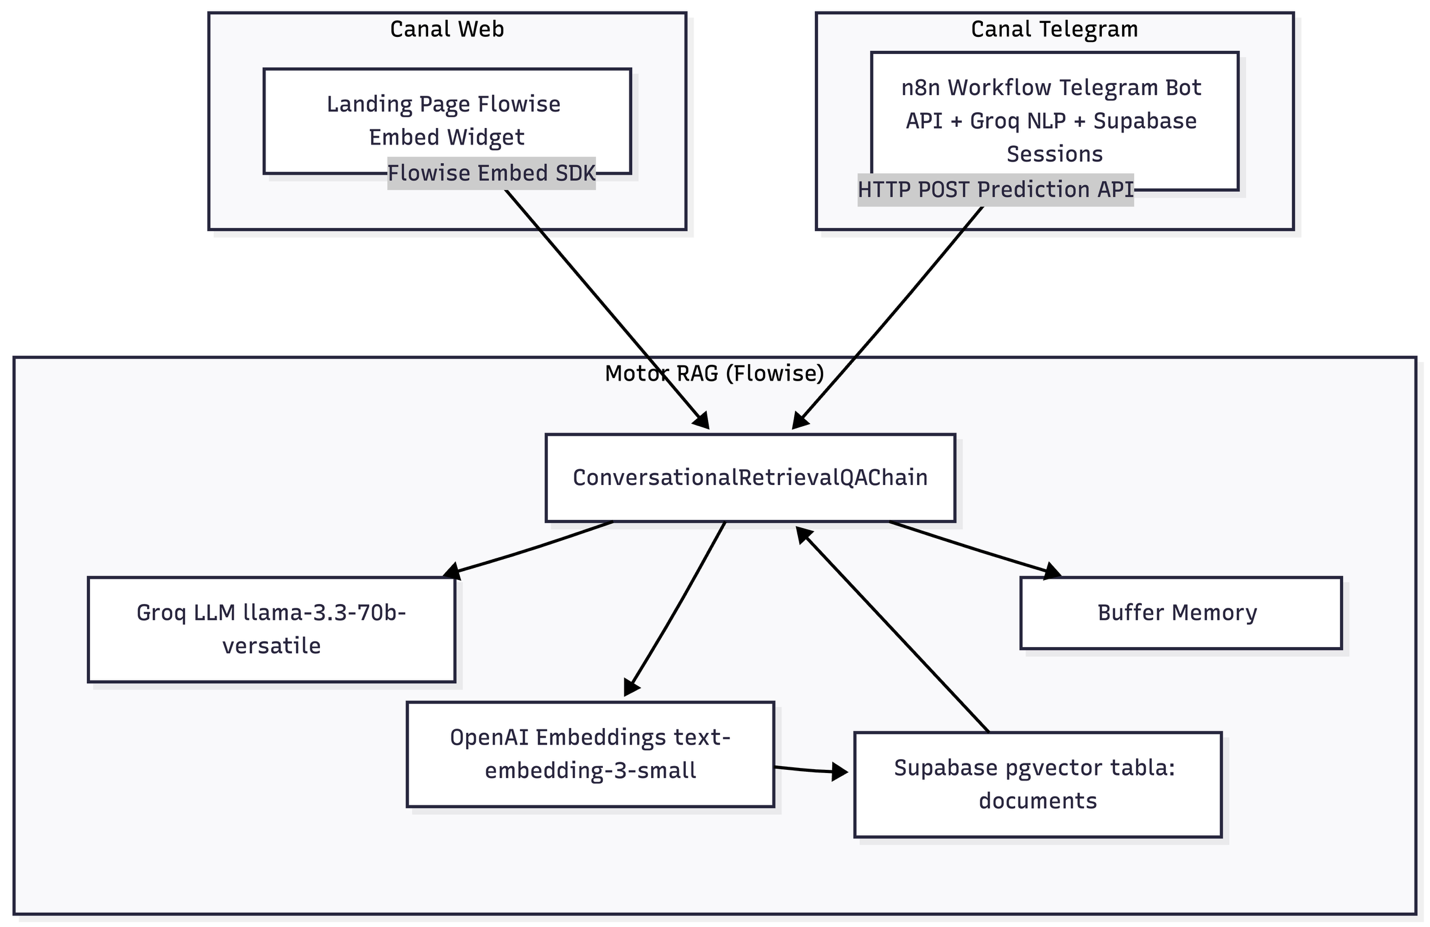 Canal Web
Landing Page Flowise
Embed Widget
Flowise Embed SDK
Canal Telegram
n8n Workflow Telegram Bot
API + Groq NLP + Supabase
Sessions
HTTP POST Prediction API
Motor RAG (Flowise)
ConversationalRetrievalQAChain
Groq LLM llama-3.3-70b-
versatile
Buffer Memory
OpenAI Embeddings text-
embedding-3-small
Supabase pgvector tabla:
documents